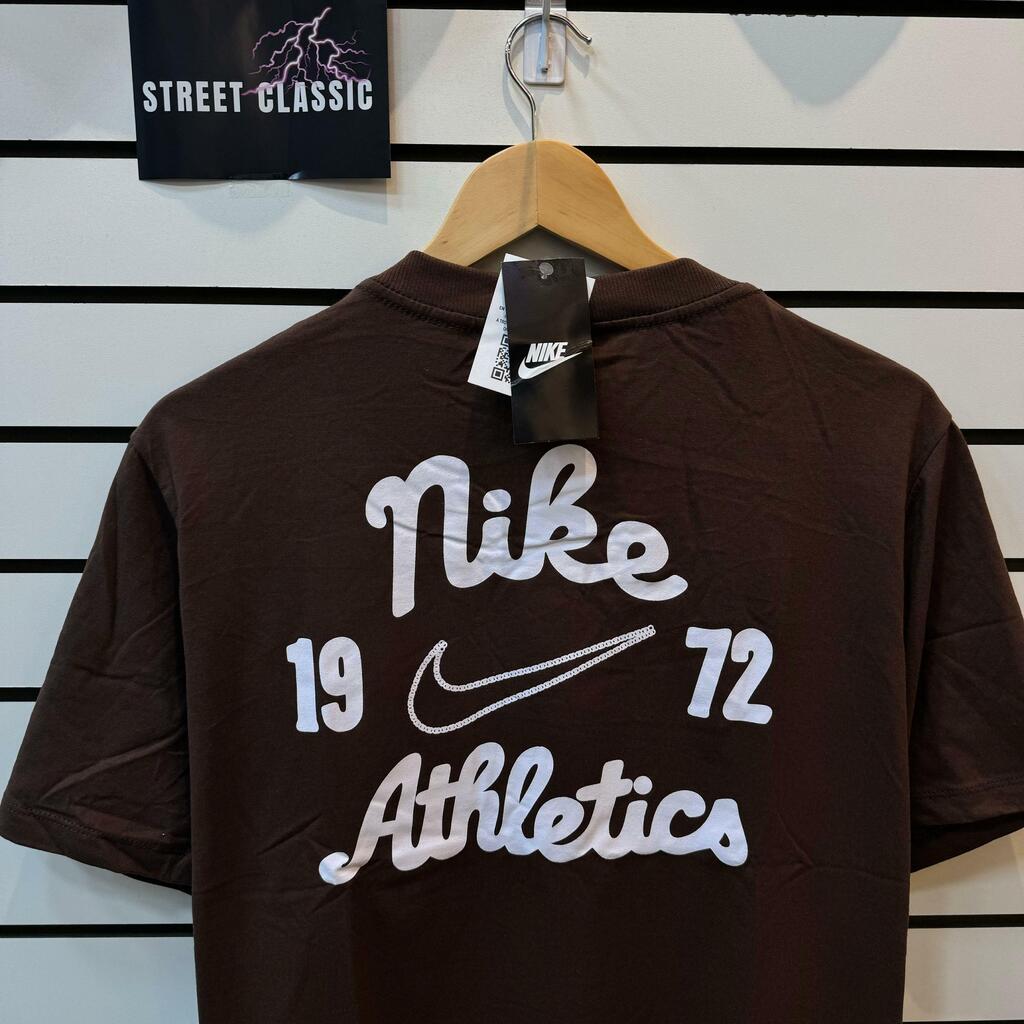 STREET CLASSIC
NIKE
Nike
19 72
Athletics